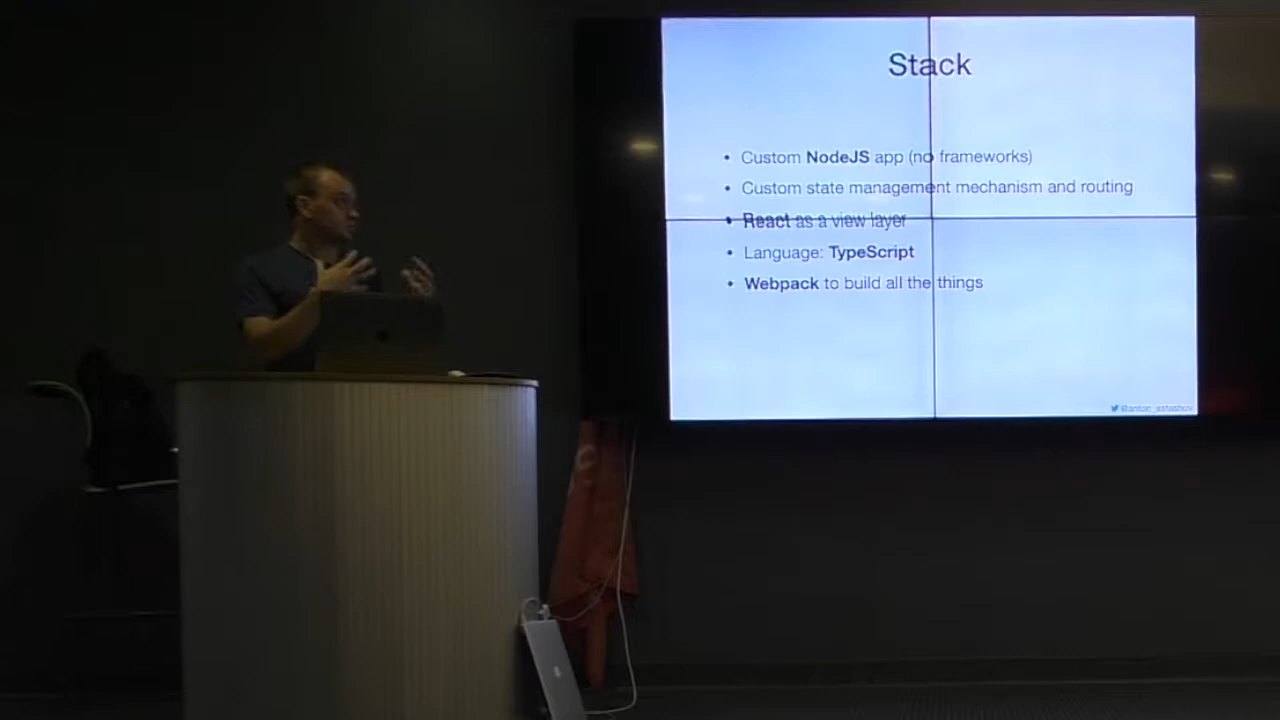 Stack
• Custom NodeJS app (no frameworks)
• Custom state management mechanism and routing
• React as a view layer
• Language: TypeScript
• Webpack to build all the things
@anton_astashov